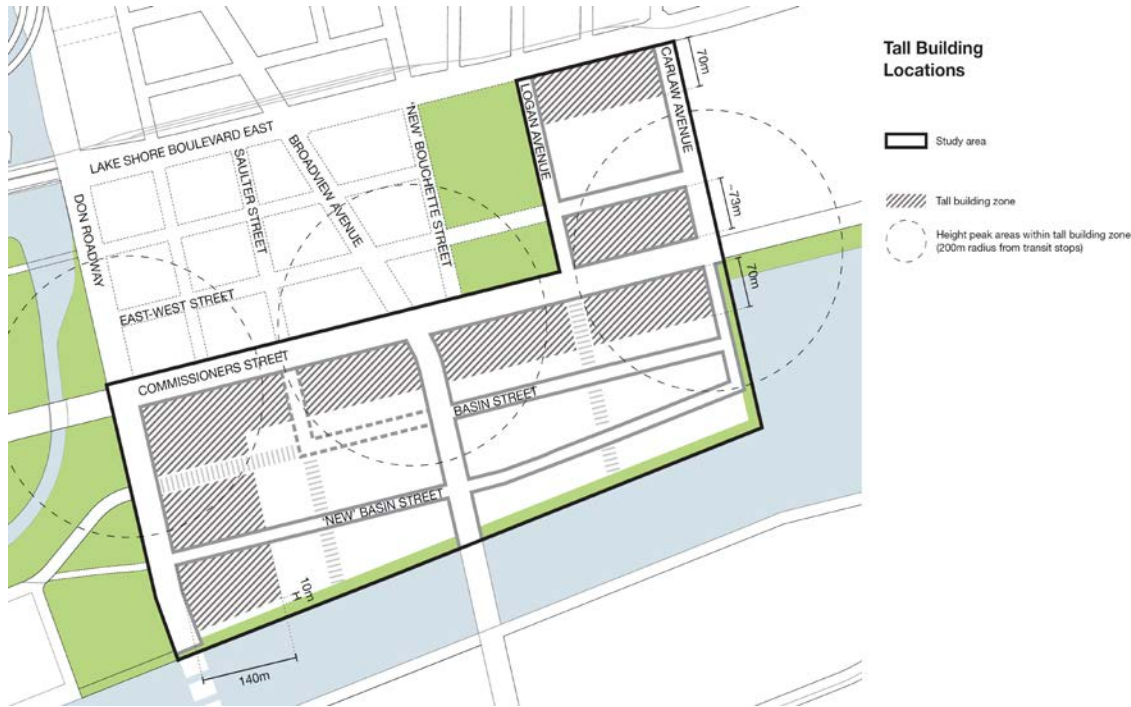 Tall Building
Locations
Study area
Tall building zone
Height peak areas within tall building zone
(200m radius from transit stops)
LAKE SHORE BOULEVARD EAST
DON ROADWAY
SAULTER STREET
BROADVIEW AVENUE
'NEW' BOUCHETTE STREET
LOGAN AVENUE
CARLAW AVENUE
70m
~73m
70m
EAST-WEST STREET
COMMISSIONERS STREET
BASIN STREET
'NEW' BASIN STREET
10m
140m